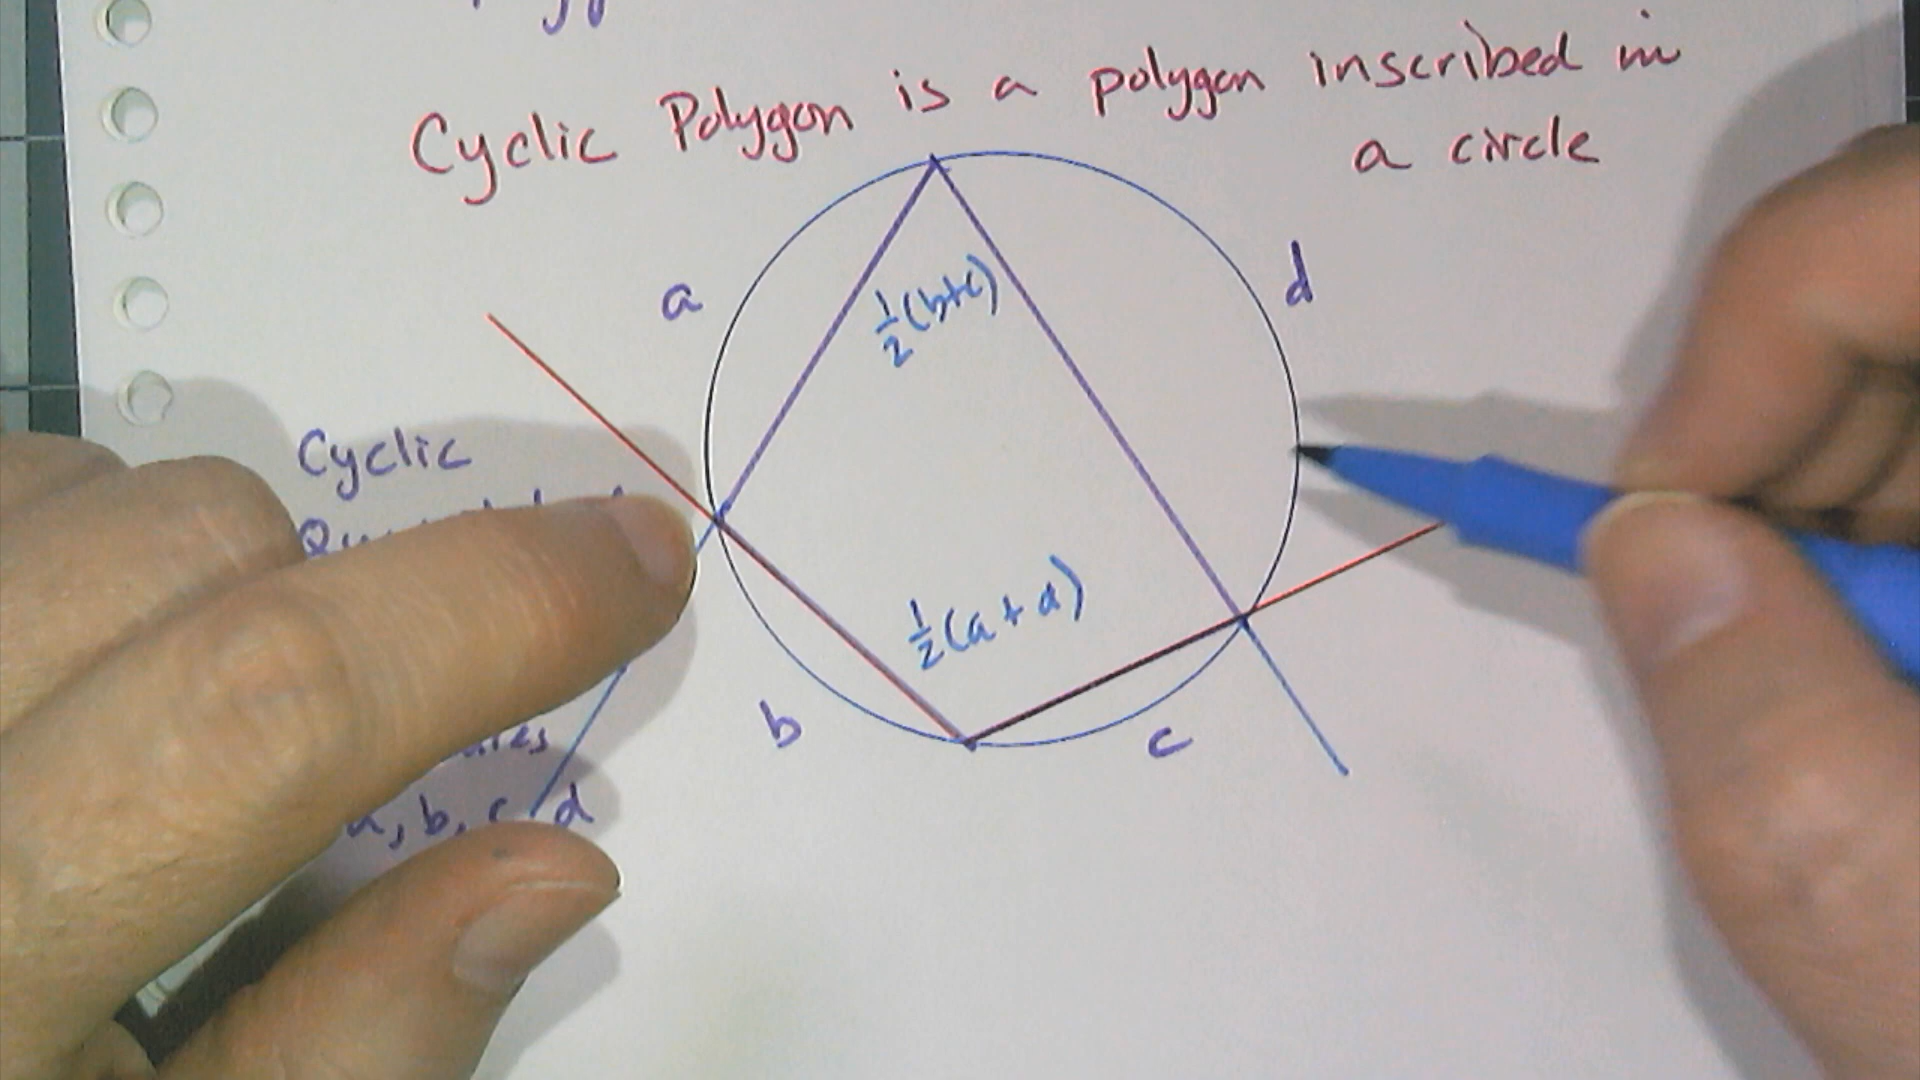 Cyclic Polygon is a polygon inscribed in
a circle
a
d
1/2(b+c)
Cyclic
1/2(a+d)
b
c
a, b, c, d